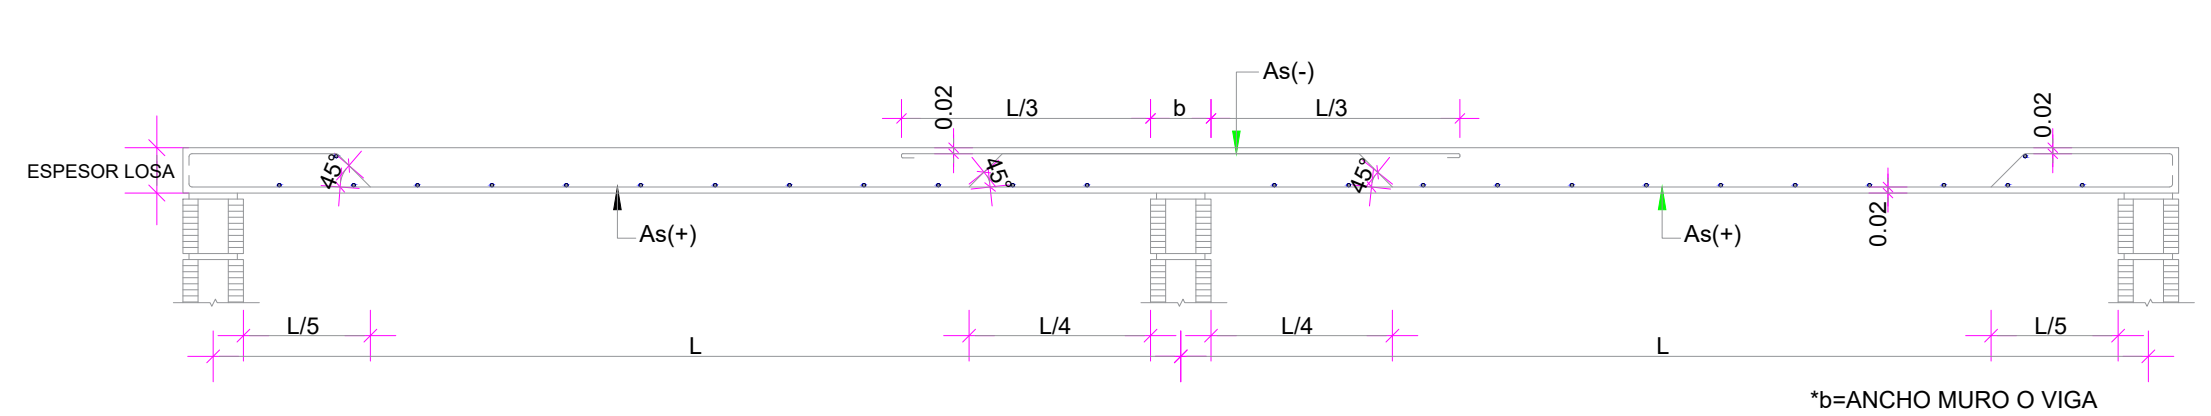 As(-)
0.02
L/3
b
L/3
0.02
ESPESOR LOSA
45°
45°
45°
As(+)
As(+)
0.02
L/5
L/4
L/4
L/5
L
L
*b=ANCHO MURO O VIGA